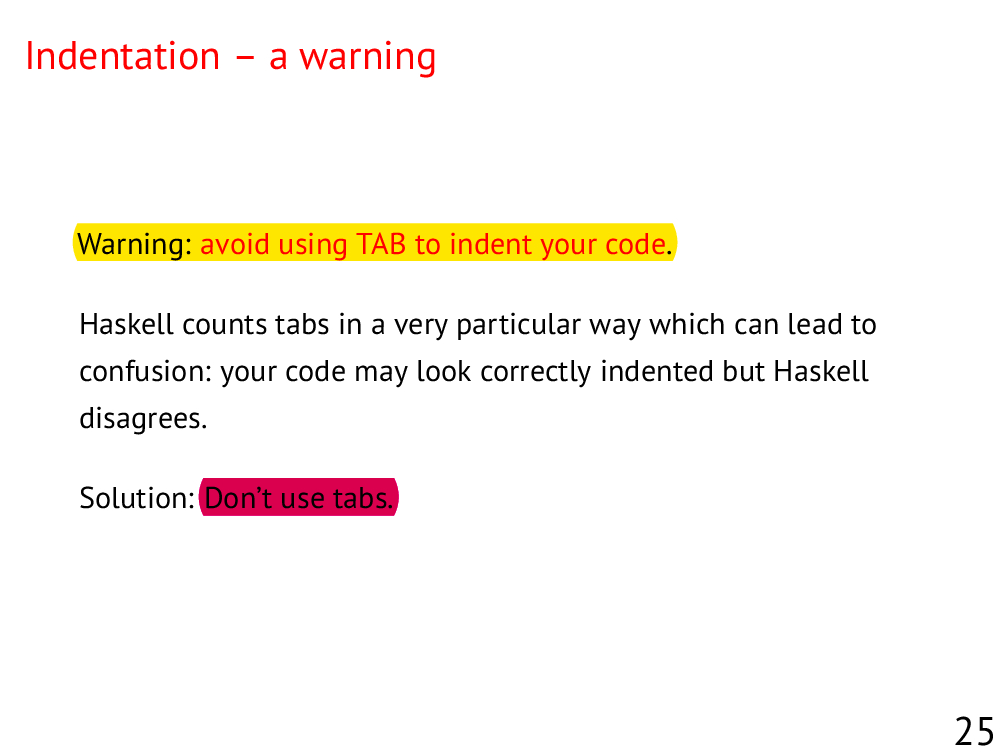 Indentation – a warning
Warning: avoid using TAB to indent your code.
Haskell counts tabs in a very particular way which can lead to
confusion: your code may look correctly indented but Haskell
disagrees.
Solution: Don’t use tabs.
25